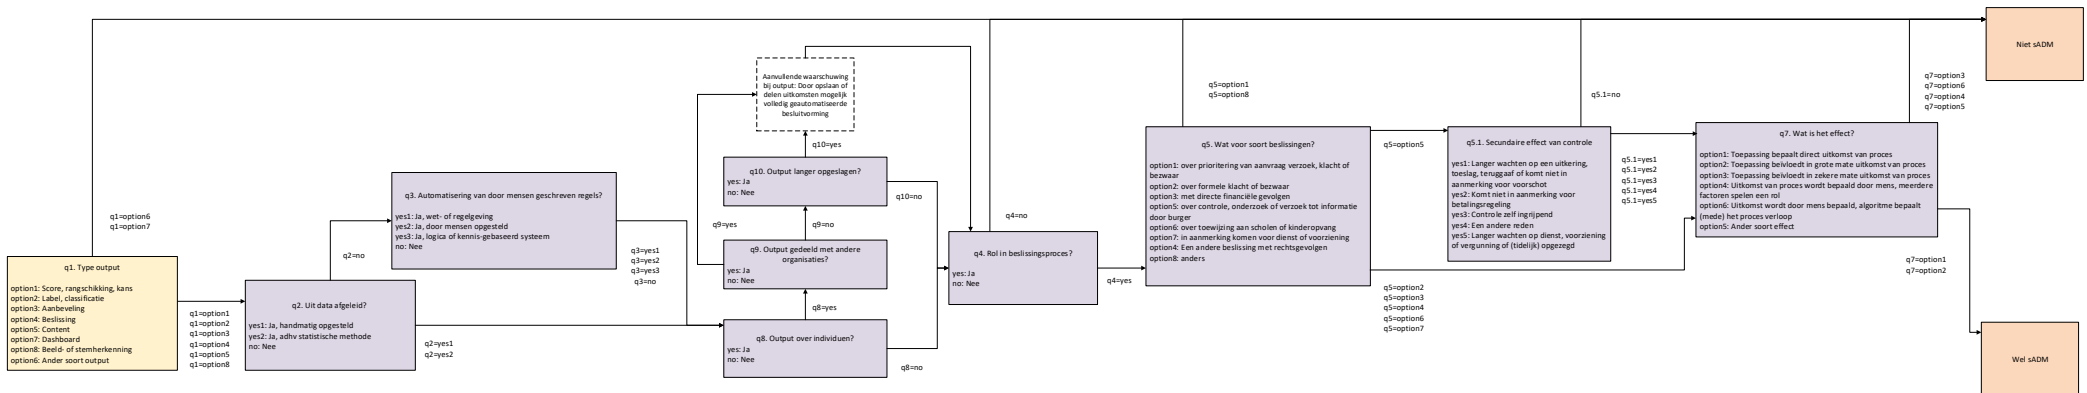 Niet sADM
Aanvullende waarschuwing
bij output: Door opslaan of
delen uitkomsten mogelijk
volledig geautomatiseerde
besluitvorming
q5=option1
q5=option8
q5.1=no
q7=option3
q7=option6
q7=option4
q7=option5
q10=yes
q10. Output langer opgeslagen?
yes: Ja
no: Nee
q10=no
q9=yes
q9=no
q9. Output gedeeld met andere
organisaties?
yes: Ja
no: Nee
q8=yes
q8. Output over individuen?
yes: Ja
no: Nee
q8=no
q3. Automatisering van door mensen geschreven regels?
yes1: Ja, wet- of regelgeving
yes2: Ja, door mensen opgesteld
yes3: Ja, logica of kennis-gebaseerd systeem
no: Nee
q3=yes1
q3=yes2
q3=yes3
q3=no
q1=option6
q1=option7
q2=no
q1. Type output
option1: Score, rangschikking, kans
option2: Label, classificatie
option3: Aanbeveling
option4: Beslissing
option5: Content
option7: Dashboard
option8: Beeld- of stemherkenning
option6: Ander soort output
q1=option1
q1=option2
q1=option3
q1=option4
q1=option5
q1=option8
q2. Uit data afgeleid?
yes1: Ja, handmatig opgesteld
yes2: Ja, adhv statistische methode
no: Nee
q2=yes1
q2=yes2
q4=no
q4. Rol in beslissingsproces?
yes: Ja
no: Nee
q4=yes
q5. Wat voor soort beslissingen?
option1: over prioritering van aanvraag verzoek, klacht of
bezwaar
option2: over formele klacht of bezwaar
option3: met directe financiële gevolgen
option5: over controle, onderzoek of verzoek tot informatie
door burger
option6: over toewijzing aan scholen of kinderopvang
option7: in aanmerking komen voor dienst of voorziening
option4: Een andere beslissing met rechtsgevolgen
option8: anders
q5=option5
q5=option2
q5=option3
q5=option4
q5=option6
q5=option7
q5.1. Secundaire effect van controle
yes1: Langer wachten op een uitkering,
toeslag, teruggaaf of komt niet in
aanmerking voor voorschot
yes2: Komt niet in aanmerking voor
betalingsregeling
yes3: Controle zelf ingrijpend
yes4: Een andere reden
yes5: Langer wachten op dienst, voorziening
of vergunning of (tidelijk) opgezegd
q5.1=yes1
q5.1=yes2
q5.1=yes3
q5.1=yes4
q5.1=yes5
q7. Wat is het effect?
option1: Toepassing bepaalt direct uitkomst van proces
option2: Toepassing beïvloedt in grote mate uitkomst van proces
option3: Toepassing beïvloedt in zekere mate uitkomst van proces
option4: Uitkomst van proces wordt bepaald door mens, meerdere
factoren spelen een rol
option6: Uitkomst wordt door mens bepaald, algoritme bepaalt
(mede) het proces verloop
option5: Ander soort effect
q7=option1
q7=option2
Wel sADM